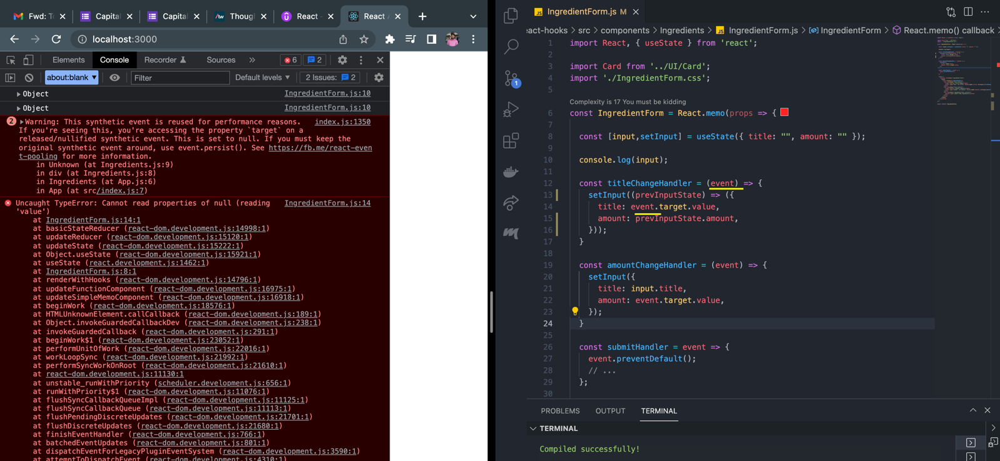 Fwd: T
Capital
Capital
/tw
Though
React -
React A
localhost:3000
Elements
Console
Recorder
Sources
»
6
2
about:blank ▼
Filter
Default levels ▼
2 Issues:
2
▶Object
IngredientForm.js:10
▶Object
IngredientForm.js:10
2
▶Warning: This synthetic event is reused for performance reasons.
index.js:1350
If you're seeing this, you're accessing the property `target` on a
released/nullified synthetic event. This is set to null. If you must keep the
original synthetic event around, use event.persist(). See https://fb.me/react-even
t-pooling for more information.
in Unknown (at Ingredients.js:9)
in div (at Ingredients.js:8)
in Ingredients (at App.js:6)
in App (at src/index.js:7)
Uncaught TypeError: Cannot read properties of null (reading
IngredientForm.js:14
'value')
at IngredientForm.js:14:1
at basicStateReducer (react-dom.development.js:14998:1)
at updateReducer (react-dom.development.js:15120:1)
at updateState (react-dom.development.js:15222:1)
at Object.useState (react-dom.development.js:15921:1)
at useState (react.development.js:1462:1)
at IngredientForm.js:8:1
at renderWithHooks (react-dom.development.js:14796:1)
at updateFunctionComponent (react-dom.development.js:16975:1)
at updateSimpleMemoComponent (react-dom.development.js:16918:1)
at beginWork (react-dom.development.js:18576:1)
at HTMLUnknownElement.callCallback (react-dom.development.js:189:1)
at Object.invokeGuardedCallbackDev (react-dom.development.js:238:1)
at invokeGuardedCallback (react-dom.development.js:291:1)
at beginWork$1 (react-dom.development.js:23052:1)
at performUnitOfWork (react-dom.development.js:22016:1)
at workLoopSync (react-dom.development.js:21992:1)
at performSyncWorkOnRoot (react-dom.development.js:21610:1)
at react-dom.development.js:11130:1
at unstable_runWithPriority (scheduler.development.js:656:1)
at runWithPriority$1 (react-dom.development.js:11076:1)
at flushSyncCallbackQueueImpl (react-dom.development.js:11125:1)
at flushSyncCallbackQueue (react-dom.development.js:11113:1)
at flushPendingDiscreteUpdates (react-dom.development.js:21701:1)
at flushDiscreteUpdates (react-dom.development.js:21680:1)
at finishEventHandler (react-dom.development.js:766:1)
at batchedEventUpdates (react-dom.development.js:801:1)
at dispatchEventForLegacyPluginEventSystem (react-dom.development.js:3590:1)
at attemptToDispatchEvent (react-dom.development.js:4310:1)
JS IngredientForm.js M
eact-hooks > src > components > Ingredients > JS IngredientForm.js > IngredientForm > React.memo() callback
1
1 import React, { useState } from 'react';
2
3 import Card from '../UI/Card';
4 import './IngredientForm.css';
5
Complexity is 17 You must be kidding
6 const IngredientForm = React.memo(props => {
7
8 const [input,setInput] = useState({ title: "", amount: "" });
9
10 console.log(input);
11
12 const titleChangeHandler = (event) => {
13 setInput((prevInputState) => ({
14 title: event.target.value,
15 amount: prevInputState.amount,
16 }));
17 }
18
19 const amountChangeHandler = (event) => {
20 setInput({
21 title: input.title,
22 amount: event.target.value,
23 });
24 }
25
26 const submitHandler = event => {
27 event.preventDefault();
28 // ...
29 };
30
PROBLEMS
OUTPUT
TERMINAL
TERMINAL
Compiled successfully!